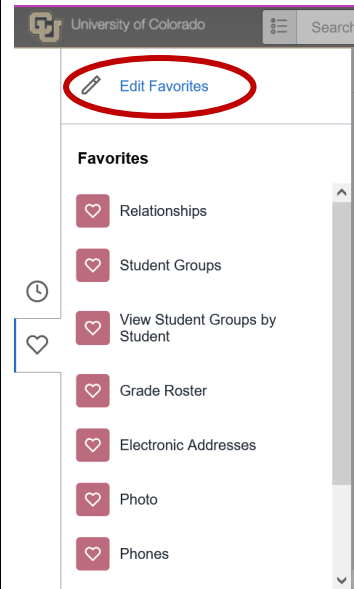 CU University of Colorado
Search
Edit Favorites
Favorites
Relationships
Student Groups
View Student Groups by
Student
Grade Roster
Electronic Addresses
Photo
Phones